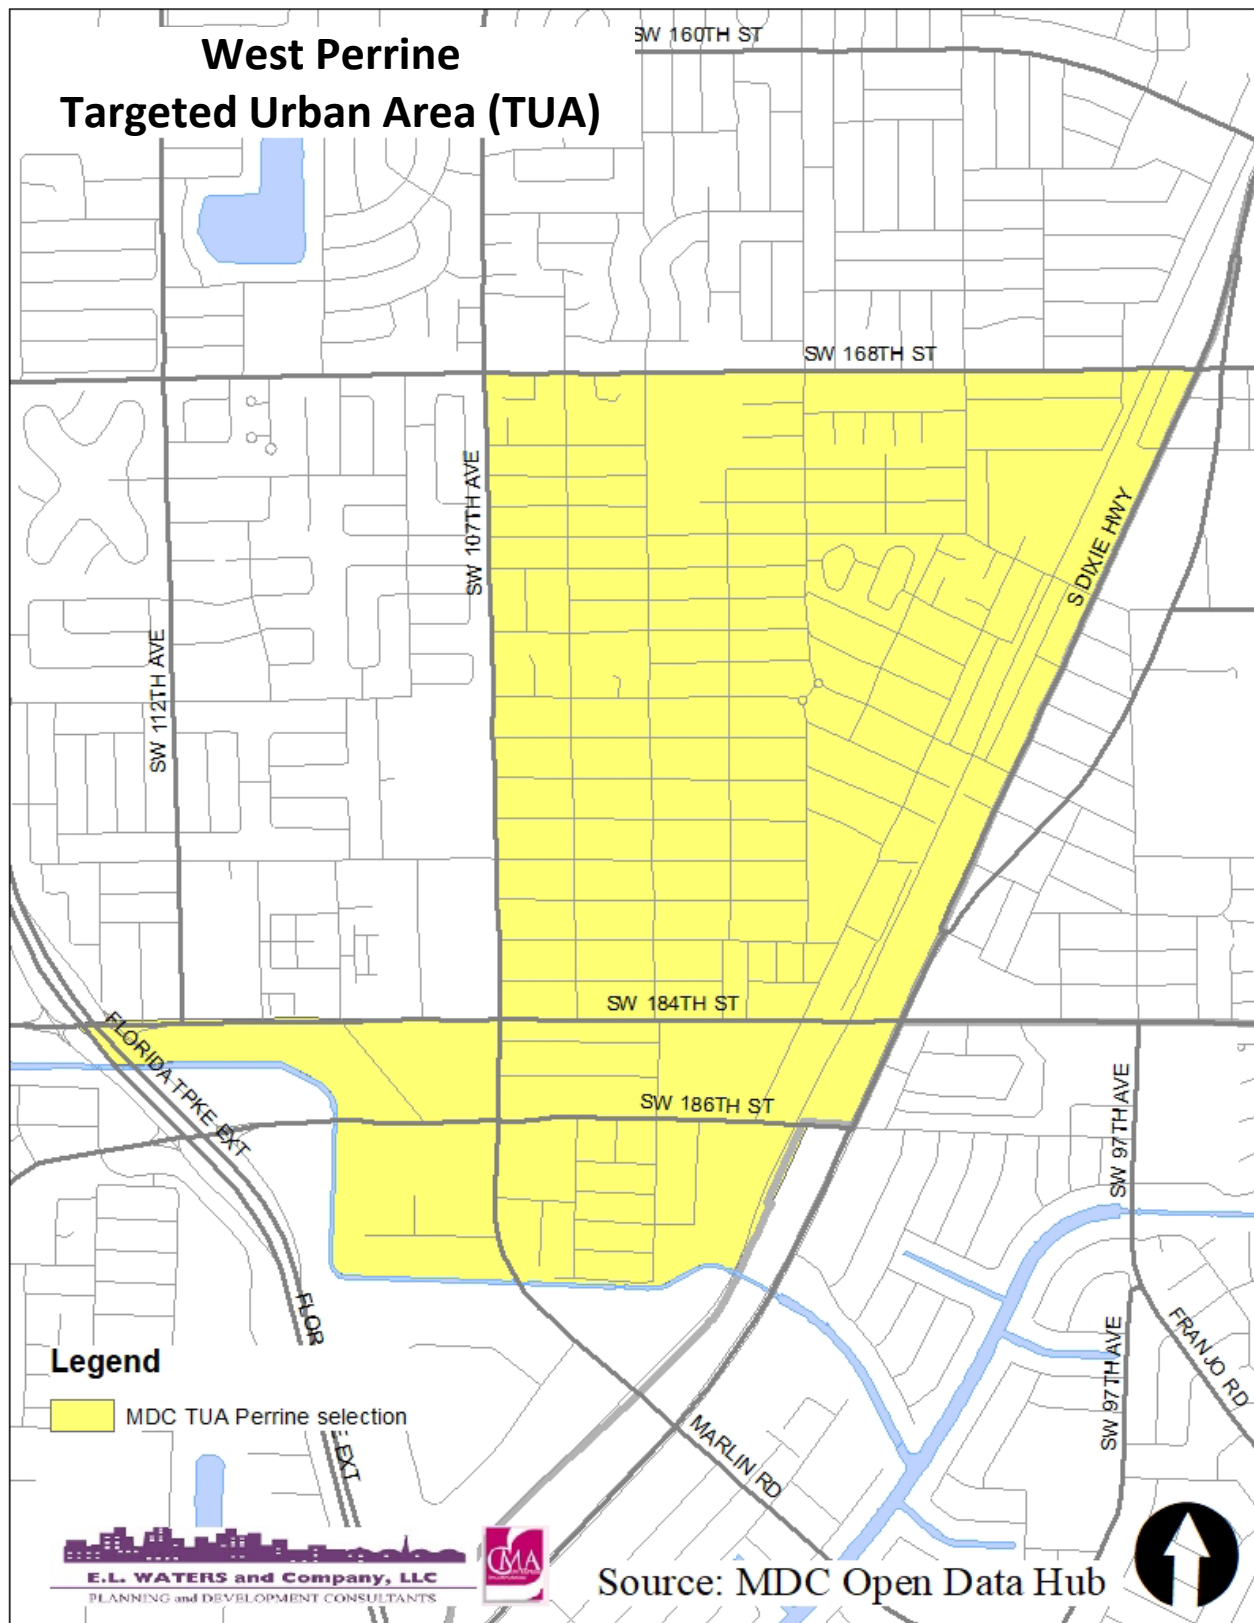 West Perrine
Targeted Urban Area (TUA)
SW 160TH ST
SW 168TH ST
SW 107TH AVE
S DIXIE HWY
SW 112TH AVE
SW 184TH ST
FLORIDA TPKE EXT
SW 186TH ST
SW 97TH AVE
FLOR
E EXT
SW 97TH AVE
FRANJO RD
MARLIN RD
Legend
MDC TUA Perrine selection
E.L. WATERS and Company, LLC
PLANNING and DEVELOPMENT CONSULTANTS
CMA
Source: MDC Open Data Hub